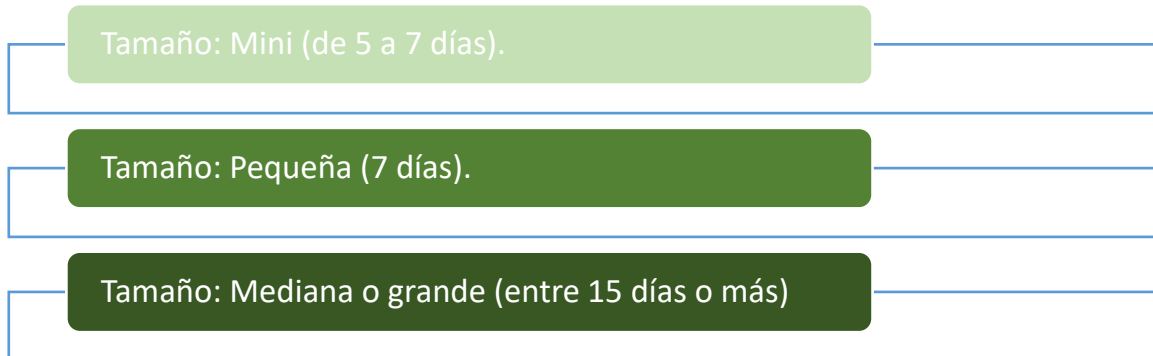 Tamaño: Mini (de 5 a 7 días).
Tamaño: Pequeña (7 días).
Tamaño: Mediana o grande (entre 15 días o más)